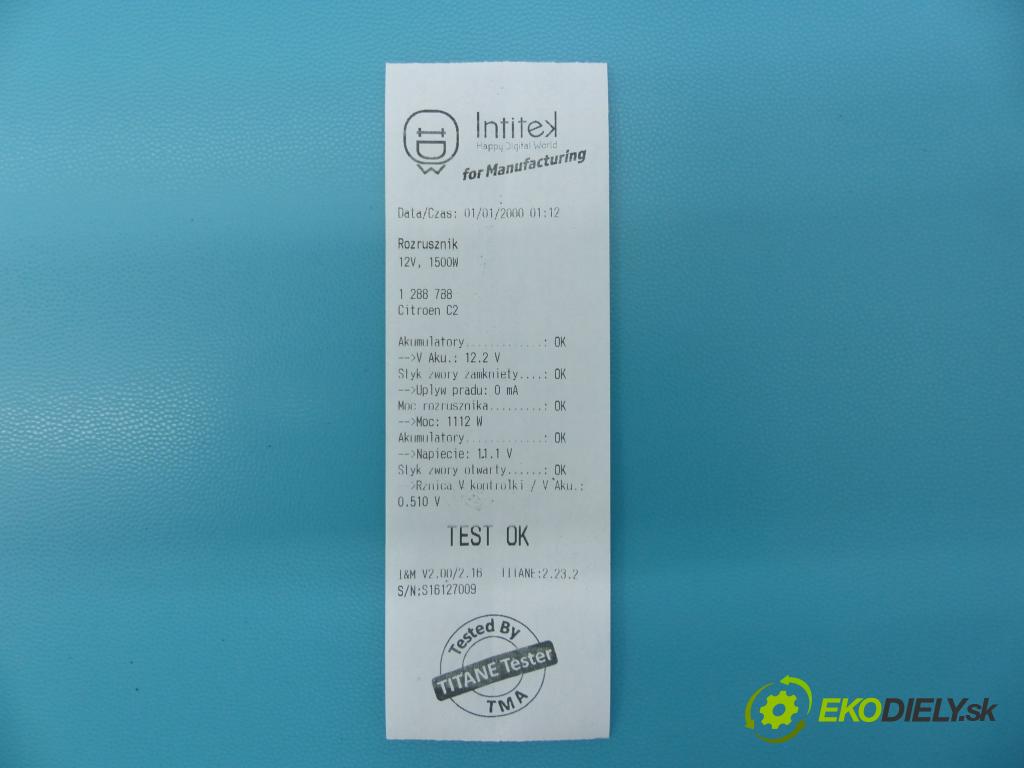 HD
W
Intitek
Happy Digital World
for Manufacturing
Data/Czas: 01/01/2000 01:12
Rozrusznik
12V, 1500W
1 288 788
Citroen C2
Akumulatory.............: OK
-->V Aku.: 12.2 V
Styk zwory zamkniety....: OK
-->Uplyw pradu: 0 mA
Moc rozrusznika.........: OK
-->Moc: 1112 W
Akumulatory.............: OK
-->Napiecie: 11.1 V
Styk zwory otwarty......: OK
-->Rznica V kontrolki / V Aku.:
0.510 V
TEST OK
I&M V2.00/2.16 TITANE:2.23.2
S/N:S16127009
Tested By
TITANE Tester
TMA
EKODIELY.sk